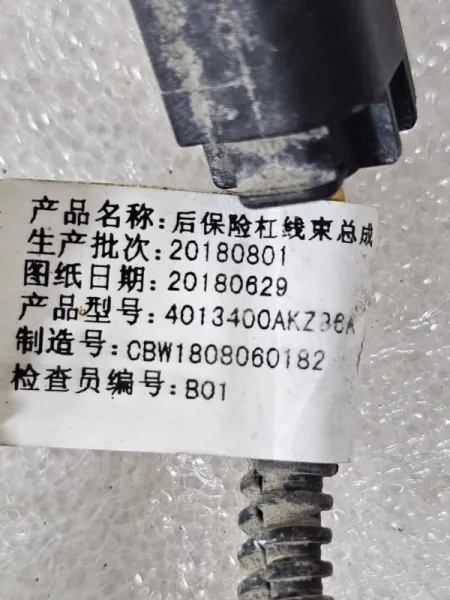 产品名称:后保险杠线束总成
生产批次:20180801
图纸日期:20180629
产品型号:4013400AKZ36A
制造号:CBW1808060182
检查员编号:B01